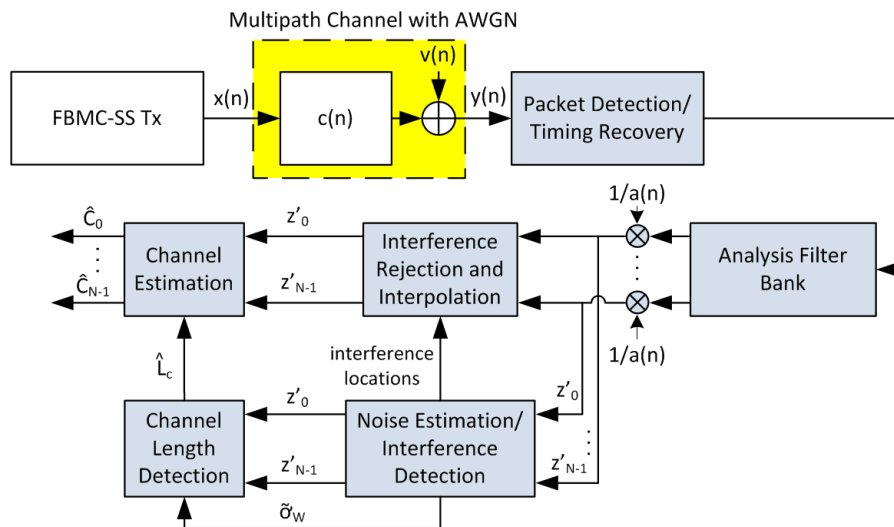 Multipath Channel with AWGN
v(n)
x(n)
y(n)
FBMC-SS Tx
c(n)
Packet Detection/
Timing Recovery
1/a(n)
Ĉ0
⋮
ĈN-1
Channel
Estimation
z'0
z'N-1
Interference
Rejection and
Interpolation
⋮
Analysis Filter
Bank
1/a(n)
L̂c
interference
locations
Channel
Length
Detection
z'0
z'N-1
Noise Estimation/
Interference
Detection
z'0
⋮
z'N-1
σ̃W